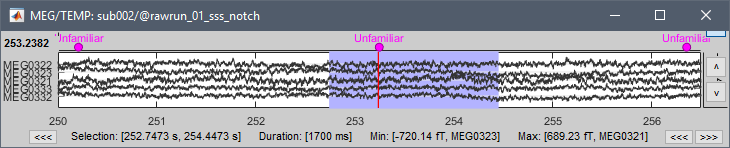 MEG/TEMP: sub002/@rawrun_01_sss_notch
Unfamiliar Unfamiliar Unfamiliar
253.2382
MEG0322
MEG0323
MEG0321
MEG0333
MEG0332
250 251 252 253 254 255 256
<<< Selection: [252.7473 s, 254.4473 s] Duration: [1700 ms] Min: [-720.14 fT, MEG0323] Max: [689.23 fT, MEG0321] <<< >>>